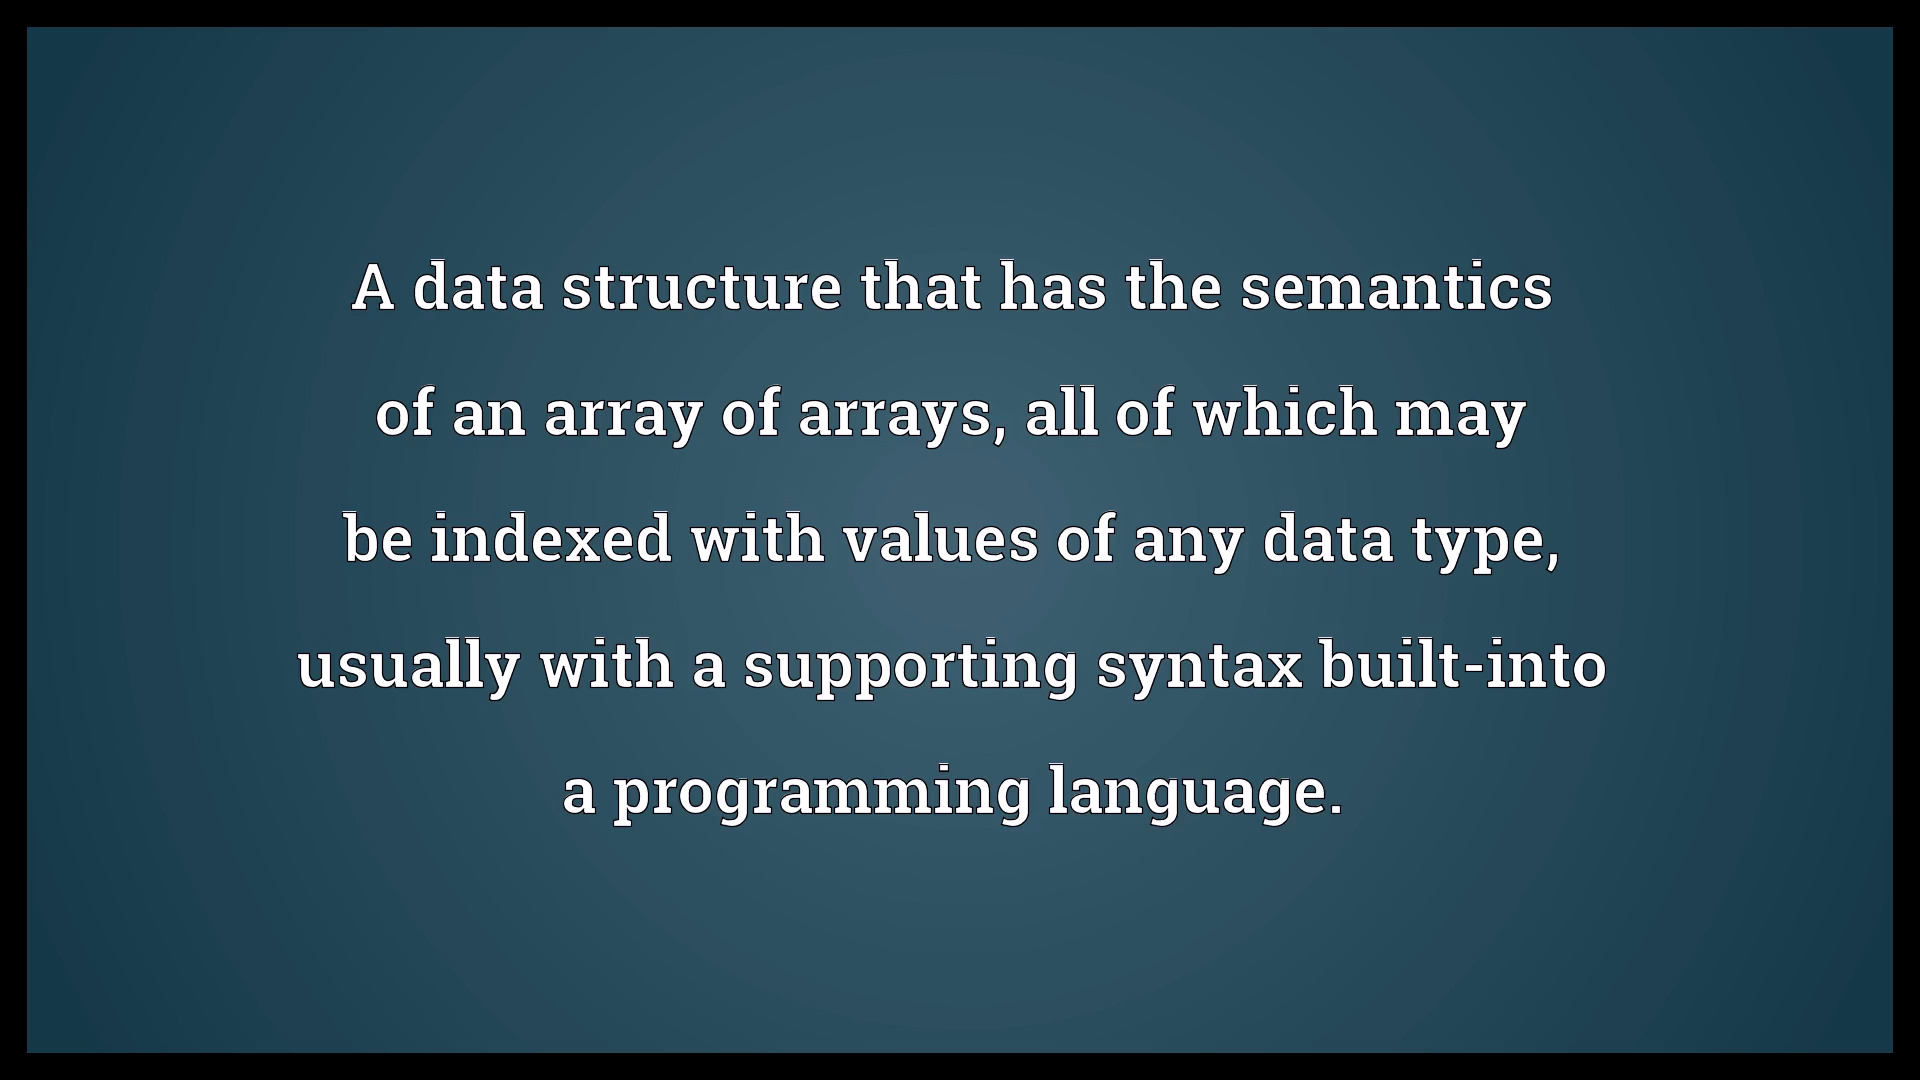 A data structure that has the semantics
of an array of arrays, all of which may
be indexed with values of any data type,
usually with a supporting syntax built-into
a programming language.